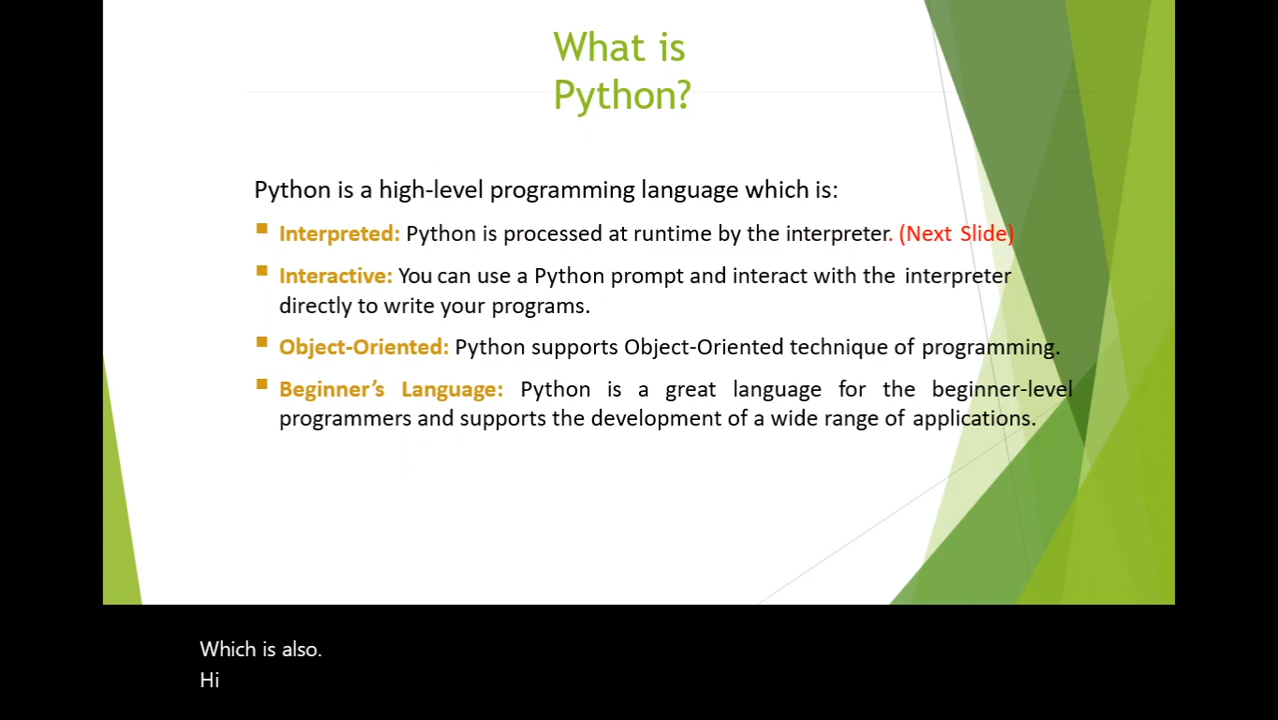 What is
Python?
Python is a high-level programming language which is:
▪ Interpreted: Python is processed at runtime by the interpreter. (Next Slide)
▪ Interactive: You can use a Python prompt and interact with the interpreter
directly to write your programs.
▪ Object-Oriented: Python supports Object-Oriented technique of programming.
▪ Beginner’s Language: Python is a great language for the beginner-level
programmers and supports the development of a wide range of applications.
Which is also.
Hi